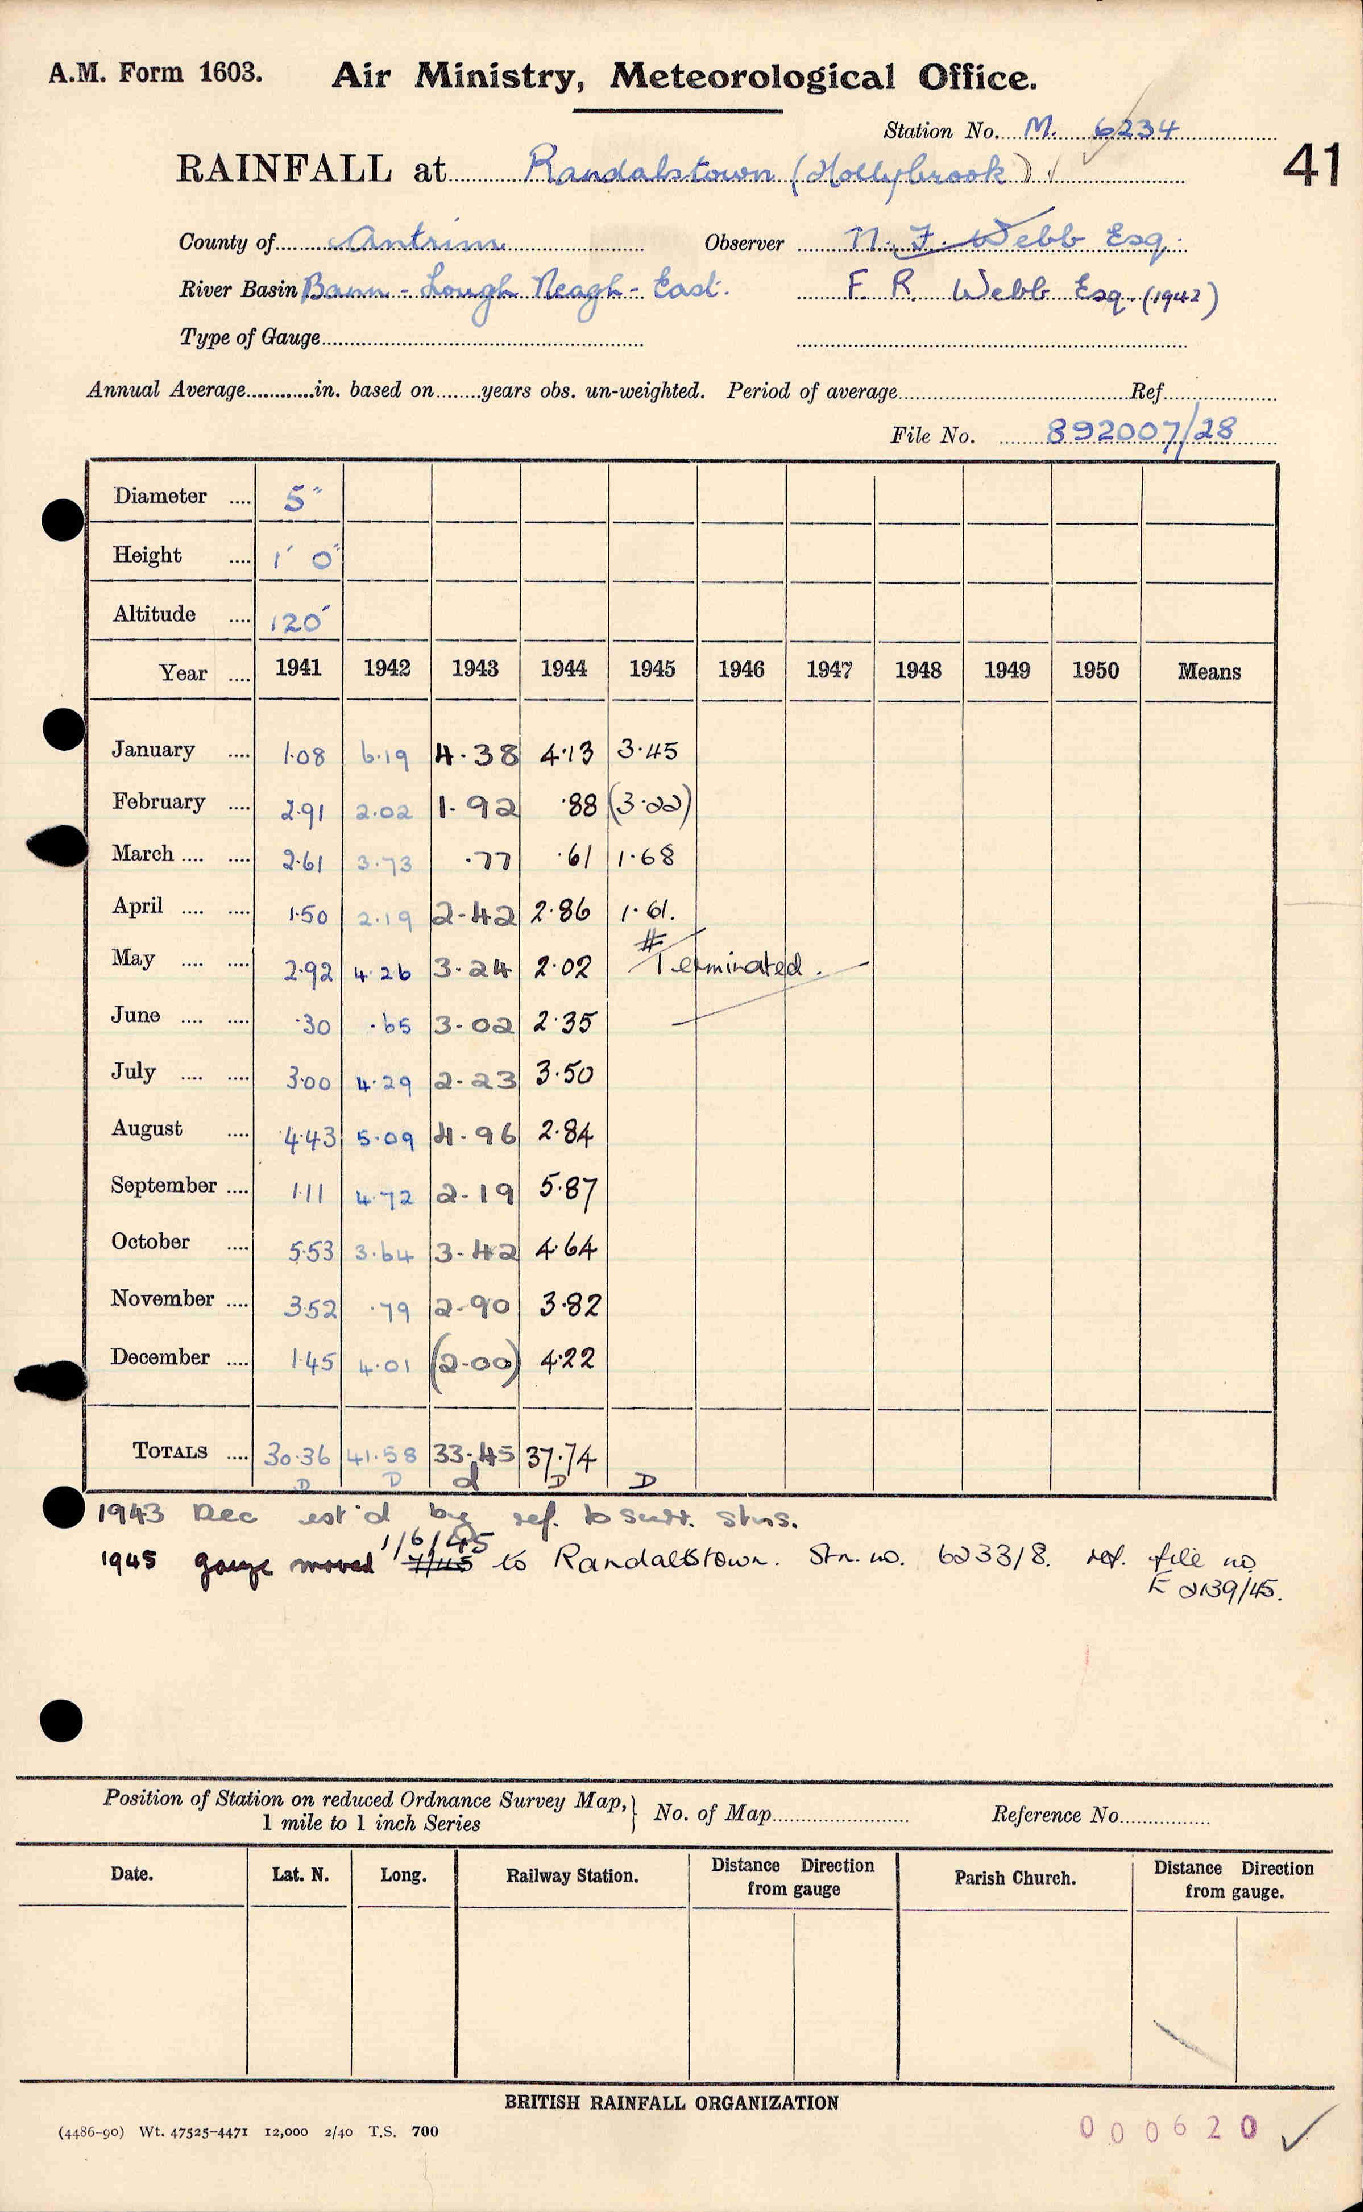 A.M. Form 1603. Air Ministry, Meteorological Office.
Station No. M. 6234
41
RAINFALL at Randalstown (Hollybrook)
County of Antrim Observer N. F. Webb Esq.
River Basin Bann - Lough Neagh - East. F. R. Webb Esq. (1942)
Type of Gauge
Annual Average in. based on years obs. un-weighted. Period of average Ref
File No. 892007/28
Diameter 5"
Height 1' 0"
Altitude 120'
Year 1941 1942 1943 1944 1945 1946 1947 1948 1949 1950 Means
January 1.08 6.19 4.38 4.13 3.45
February 2.91 2.02 1.92 .88 (3.22)
March 2.61 3.73 .77 .61 1.68
April 1.50 2.19 2.42 2.86 1.61.
May 2.92 4.26 3.24 2.02 # Terminated.
June .30 .65 3.02 2.35
July 3.00 4.29 2.23 3.50
August 4.43 5.09 4.96 2.84
September 1.11 4.72 2.19 5.87
October 5.53 3.64 3.42 4.64
November 3.52 .79 2.90 3.82
December 1.45 4.01 (2.00) 4.22
TOTALS 30.36 41.58 33.45 37.74
D D d D D
1943 Dec est'd by ref. to surr. stns.
1945 gauge moved 1/6/45 to Randalstown. Stn. no. 6233/8. ref. file no
E 2139/45.
Position of Station on reduced Ordnance Survey Map, 1 mile to 1 inch Series No. of Map Reference No.
Date. Lat. N. Long. Railway Station. Distance Direction from gauge Parish Church. Distance Direction from gauge.
BRITISH RAINFALL ORGANIZATION
(4486-90) Wt. 47525-4471 12,000 2/40 T.S. 700
000620